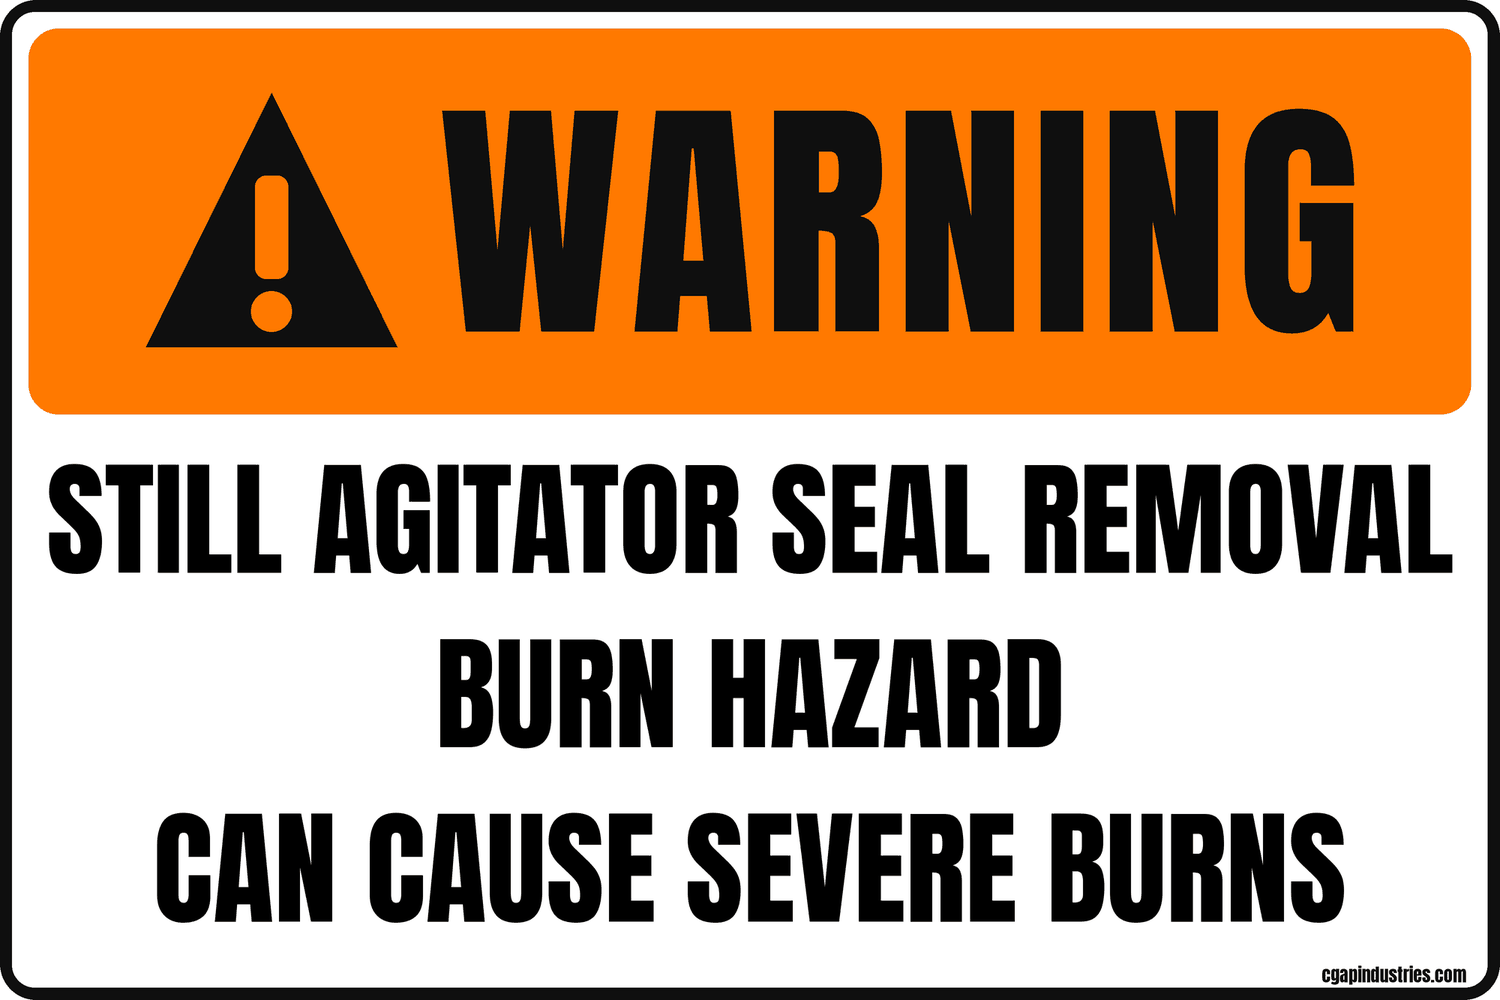 WARNING
STILL AGITATOR SEAL REMOVAL
BURN HAZARD
CAN CAUSE SEVERE BURNS
cgapindustries.com